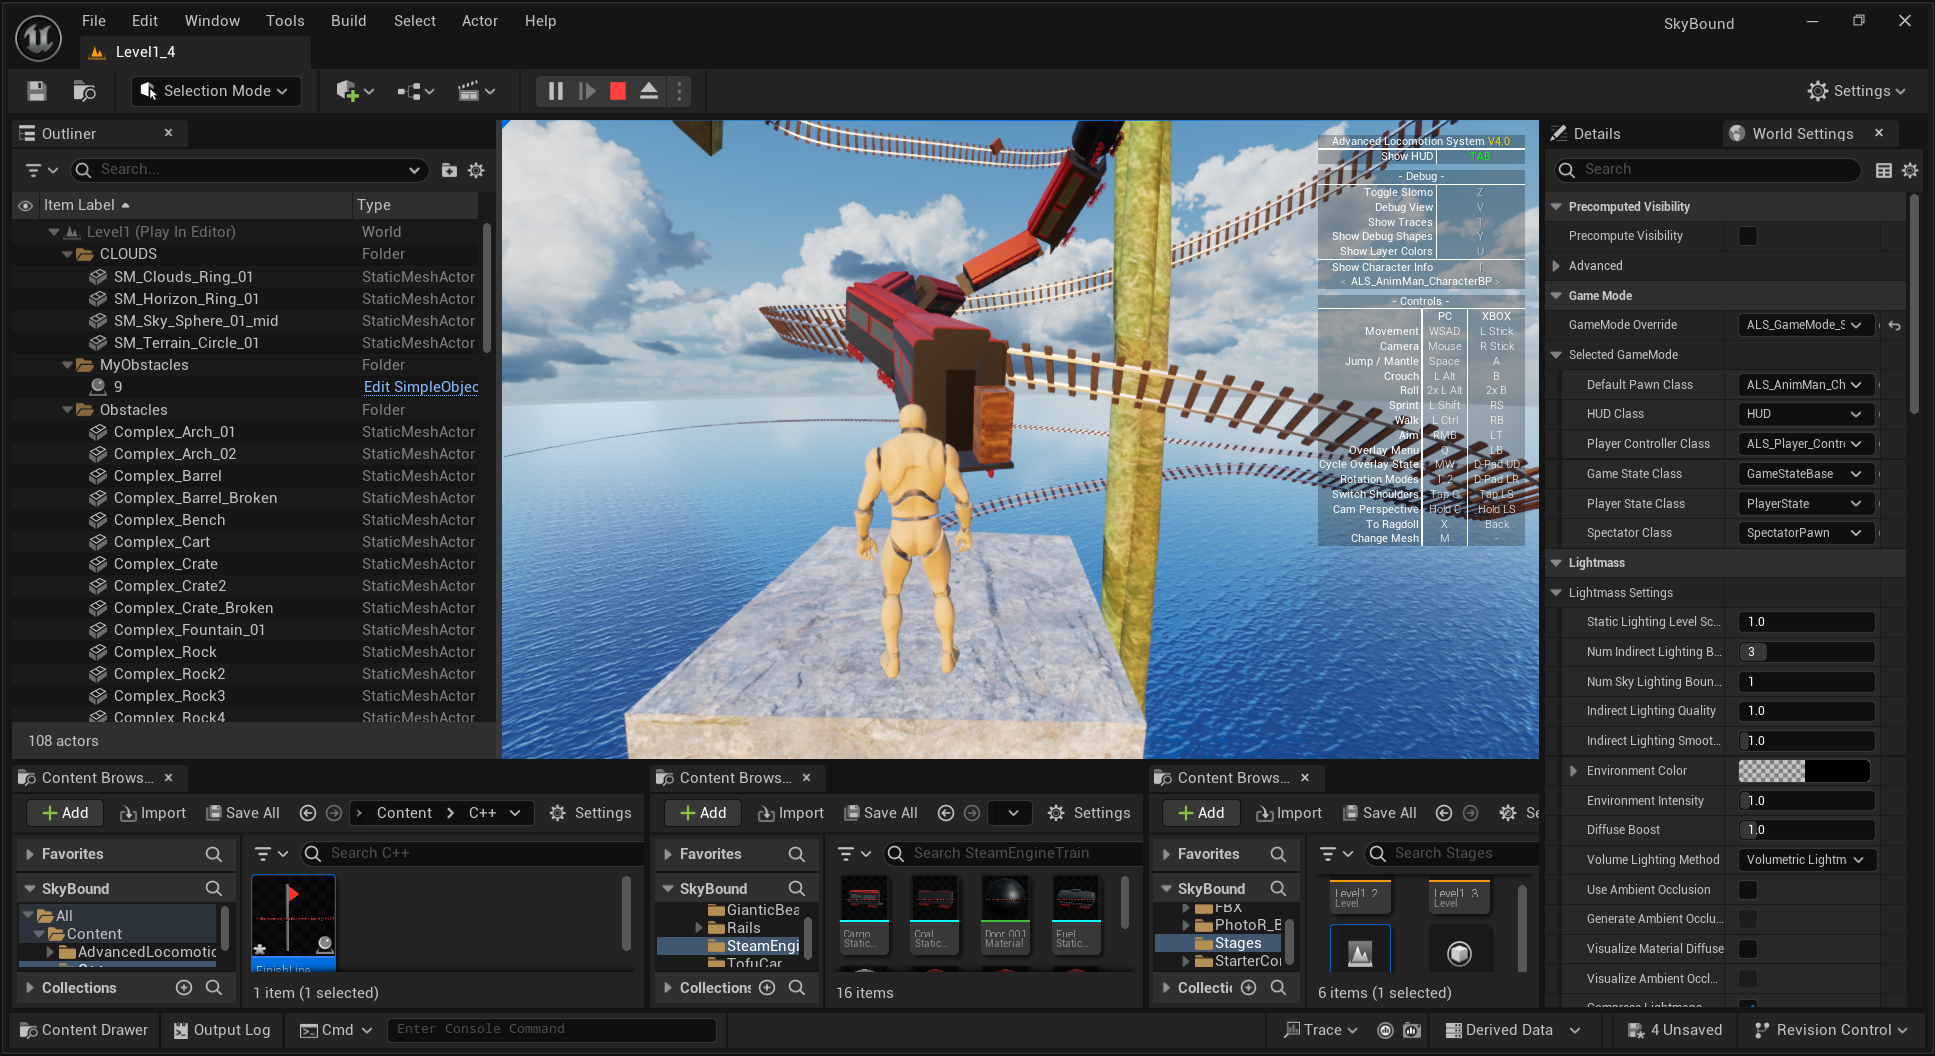 File Edit Window Tools Build Select Actor Help
SkyBound
Level1_4
Selection Mode
Settings
Outliner
Search...
Item Label Type
Level1 (Play In Editor) World
CLOUDS Folder
SM_Clouds_Ring_01 StaticMeshActor
SM_Horizon_Ring_01 StaticMeshActor
SM_Sky_Sphere_01_mid StaticMeshActor
SM_Terrain_Circle_01 StaticMeshActor
MyObstacles Folder
9 Edit SimpleObjec
Obstacles Folder
Complex_Arch_01 StaticMeshActor
Complex_Arch_02 StaticMeshActor
Complex_Barrel StaticMeshActor
Complex_Barrel_Broken StaticMeshActor
Complex_Bench StaticMeshActor
Complex_Cart StaticMeshActor
Complex_Crate StaticMeshActor
Complex_Crate2 StaticMeshActor
Complex_Crate_Broken StaticMeshActor
Complex_Fountain_01 StaticMeshActor
Complex_Rock StaticMeshActor
Complex_Rock2 StaticMeshActor
Complex_Rock3 StaticMeshActor
Complex_Rock4 StaticMeshActor
108 actors
Advanced Locomotion System V4.0
Show HUD TAB
- Debug -
Toggle Slomo Z
Debug View V
Show Traces T
Show Debug Shapes Y
Show Layer Colors U
Show Character Info I
< ALS_AnimMan_CharacterBP >
- Controls -
PC XBOX
Movement WSAD L Stick
Camera Mouse R Stick
Jump / Mantle Space A
Crouch L Alt B
Roll 2x L Alt 2x B
Sprint L Shift RS
Walk L Ctrl RB
Aim RMB LT
Overlay Menu Q LB
Cycle Overlay State MW D-Pad UD
Rotation Modes 1, 2 D-Pad LR
Switch Shoulders Tap C Tap LS
Cam Perspective Hold C Hold LS
To Ragdoll X Back
Change Mesh M -
Details
World Settings
Search
Precomputed Visibility
Precompute Visibility
Advanced
Game Mode
GameMode Override ALS_GameMode_S
Selected GameMode
Default Pawn Class ALS_AnimMan_Ch
HUD Class HUD
Player Controller Class ALS_Player_Contr
Game State Class GameStateBase
Player State Class PlayerState
Spectator Class SpectatorPawn
Lightmass
Lightmass Settings
Static Lighting Level Sc... 1.0
Num Indirect Lighting B... 3
Num Sky Lighting Boun... 1
Indirect Lighting Quality 1.0
Indirect Lighting Smoot... 1.0
Environment Color
Environment Intensity 1.0
Diffuse Boost 1.0
Volume Lighting Method Volumetric Lightm
Use Ambient Occlusion
Generate Ambient Occlu...
Visualize Material Diffuse
Visualize Ambient Occl...
Compress Lightmaps
Content Brows...
Add Import Save All Content C++ Settings
Favorites
Search C++
SkyBound
All
Content
AdvancedLocomotic
C++
Collections
FinishLine
1 item (1 selected)
Content Brows...
Add Import Save All Settings
Favorites
Search SteamEngineTrain
SkyBound
GianticBea
Rails
SteamEngi
TofuCar
Collections
Cargo
Static...
Coal
Static...
Door_001
Material
Fuel
Static...
16 items
Content Brows...
Add Import Save All Se
Favorites
Search Stages
SkyBound
FBX
PhotoR_B
Stages
StarterCor
Collectic
Level1_2
Level
Level1_3
Level
6 items (1 selected)
Content Drawer Output Log Cmd Enter Console Command
Trace Derived Data 4 Unsaved Revision Control